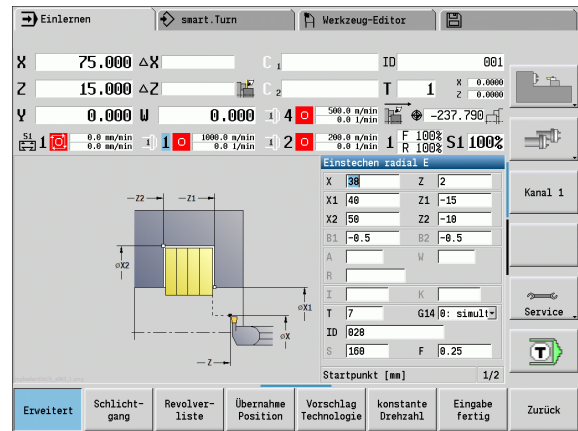 Einlernen smart.Turn Werkzeug-Editor
X 75.000 △X C 1 ID 001
Z 15.000 △Z C 2 T 1 X 0.0000 Z 0.0000
Y 0.000 W 0.000 4 500.0 m/min 0.0 1/min -237.790
S1 1 0.0 mm/min 0.0 mm/min 1 1000.0 m/min 0.0 1/min 2 200.0 m/min 0.0 1/min 1 F 100% R 100% S1 100%
Einstechen radial E
X 38 Z 2
X1 40 Z1 -15
X2 50 Z2 -10
B1 -0.5 B2 -0.5
A W
R
I K
T 7 G14 0: simult
ID 028
S 160 F 0.25
Startpunkt [mm] 1/2
Z2 Z1
⌀X2
⌀X1
⌀X
Z
Kanal 1
Service
T
Erweitert
Schlicht-
gang
Revolver-
liste
Übernahme
Position
Vorschlag
Technologie
konstante
Drehzahl
Eingabe
fertig
Zurück